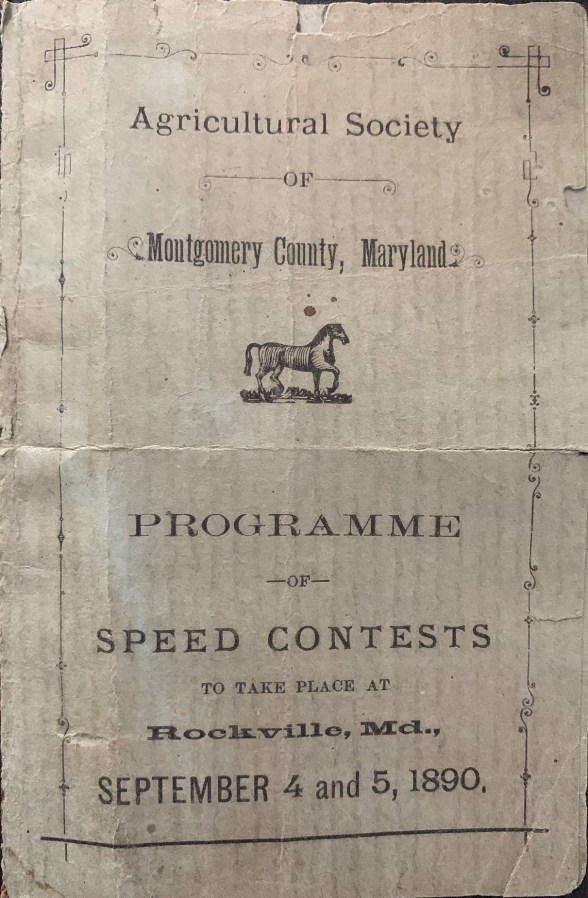 Agricultural Society
OF
Montgomery County, Maryland
PROGRAMME
—OF—
SPEED CONTESTS
TO TAKE PLACE AT
Rockville, Md.,
SEPTEMBER 4 and 5, 1890.